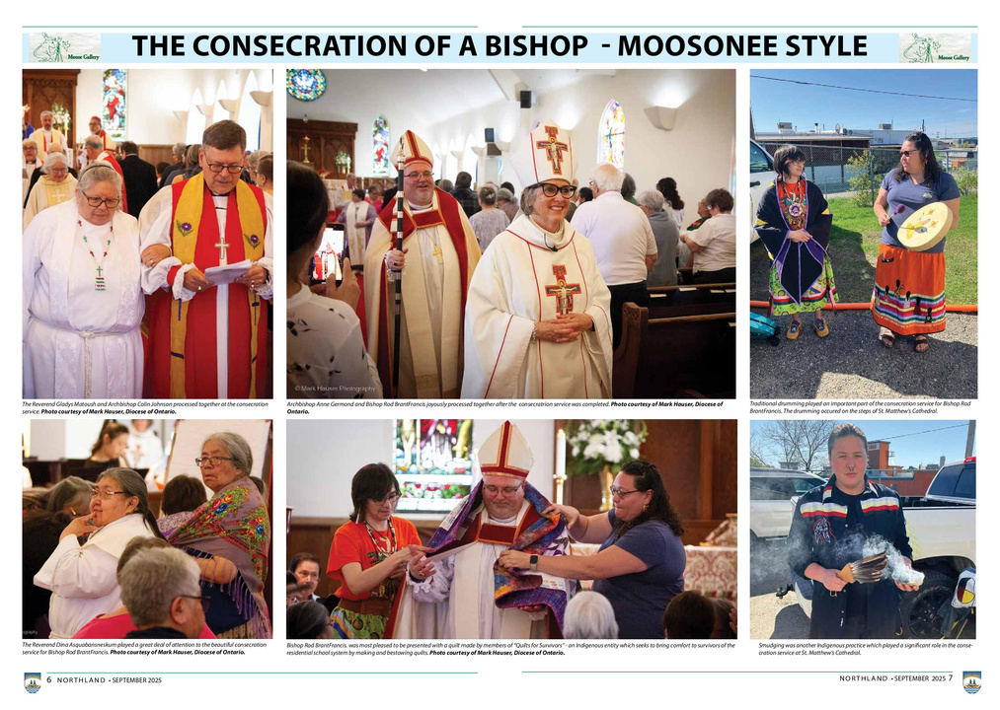 Moose Gallery
THE CONSECRATION OF A BISHOP - MOOSONEE STYLE
Moose Gallery
The Reverend Gladys Matoush and Archbishop Colin Johnson processed together at the consecration
service. Photo courtesy of Mark Hauser, Diocese of Ontario.
© Mark Hauser Photography
Archbishop Anne Germond and Bishop Rod BrantFrancis joyously processed together after the consecratrion service was completed. Photo courtesy of Mark Hauser, Diocese of
Ontario.
Traditional drumming played an important part of the consecration service for Bishop Rod
BrantFrancis. The drumming occured on the steps of St. Matthew's Cathedral.
ography
The Reverend Dina Asquabanineskum played a great deal of attention to the beautiful consecration
service for Bishop Rod BrantFrancis. Photo courtesy of Mark Hauser, Diocese of Ontario.
Bishop Rod BrantFrancis, was most pleased to be presented with a quilt made by members of "Quilts for Survivors" - an Indigenous entity which seeks to bring comfort to survivors of the
residential school system by making and bestowing quilts. Photo courtesy of Mark Hauser, Diocese of Ontario.
Smudging was another Indigenous practice which played a significant role in the conse-
cration service at St. Matthew's Cathedral.
6 NORTHLAND • SEPTEMBER 2025
NORTHLAND • SEPTEMBER 2025 7